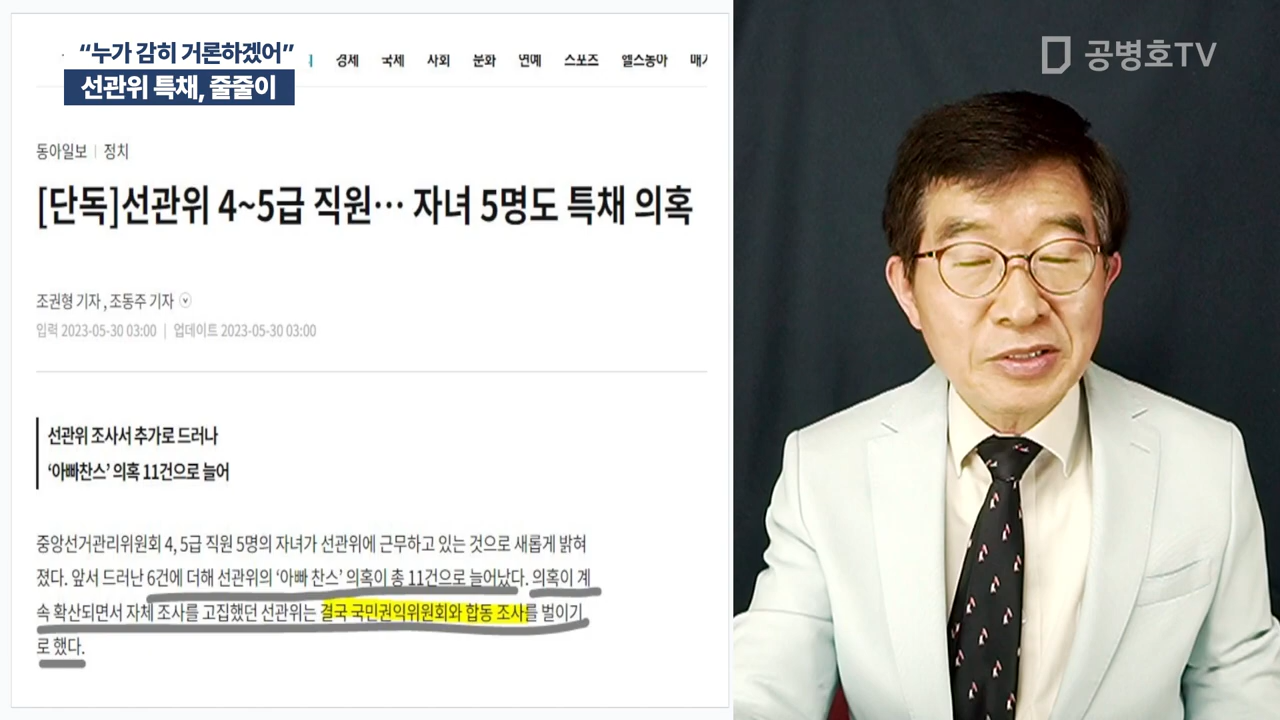 “누가 감히 거론하겠어”
선관위 특채, 줄줄이
경제 국제 사회 문화 연예 스포츠 헬스동아
공병호TV
동아일보 | 정치
[단독]선관위 4~5급 직원… 자녀 5명도 특채 의혹
조권형 기자, 조동주 기자
입력 2023-05-30 03:00 | 업데이트 2023-05-30 03:00
선관위 조사서 추가로 드러나
‘아빠찬스’ 의혹 11건으로 늘어
중앙선거관리위원회 4, 5급 직원 5명의 자녀가 선관위에 근무하고 있는 것으로 새롭게 밝혀
졌다. 앞서 드러난 6건에 더해 선관위의 ‘아빠 찬스’ 의혹이 총 11건으로 늘어났다. 의혹이 계
속 확산되면서 자체 조사를 고집했던 선관위는 결국 국민권익위원회와 합동 조사를 벌이기
로 했다.